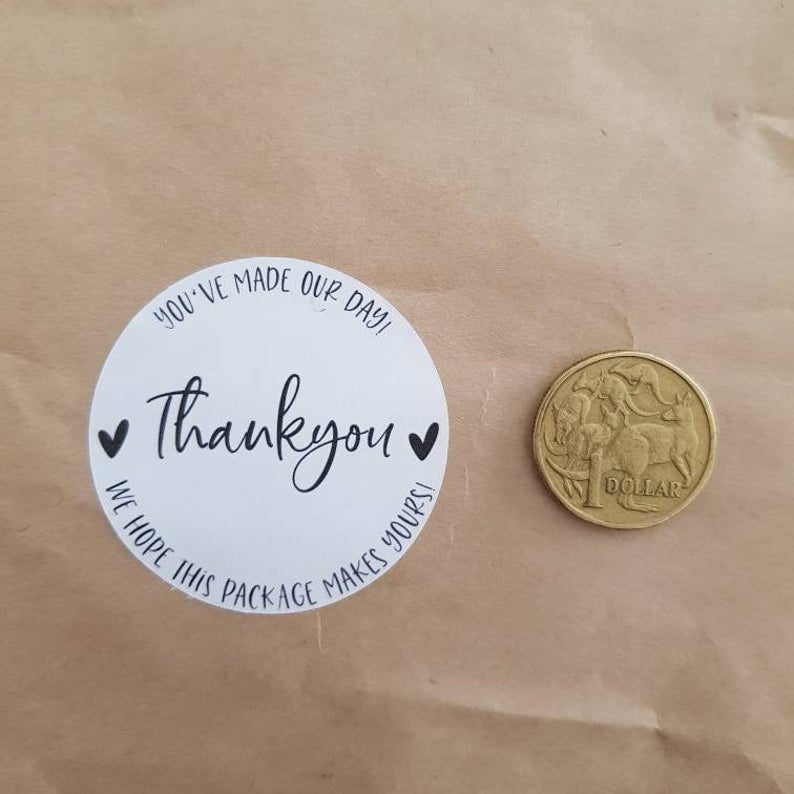 YOU'VE MADE OUR DAY!
Thankyou
WE HOPE THIS PACKAGE MAKES YOURS!
1 DOLLAR